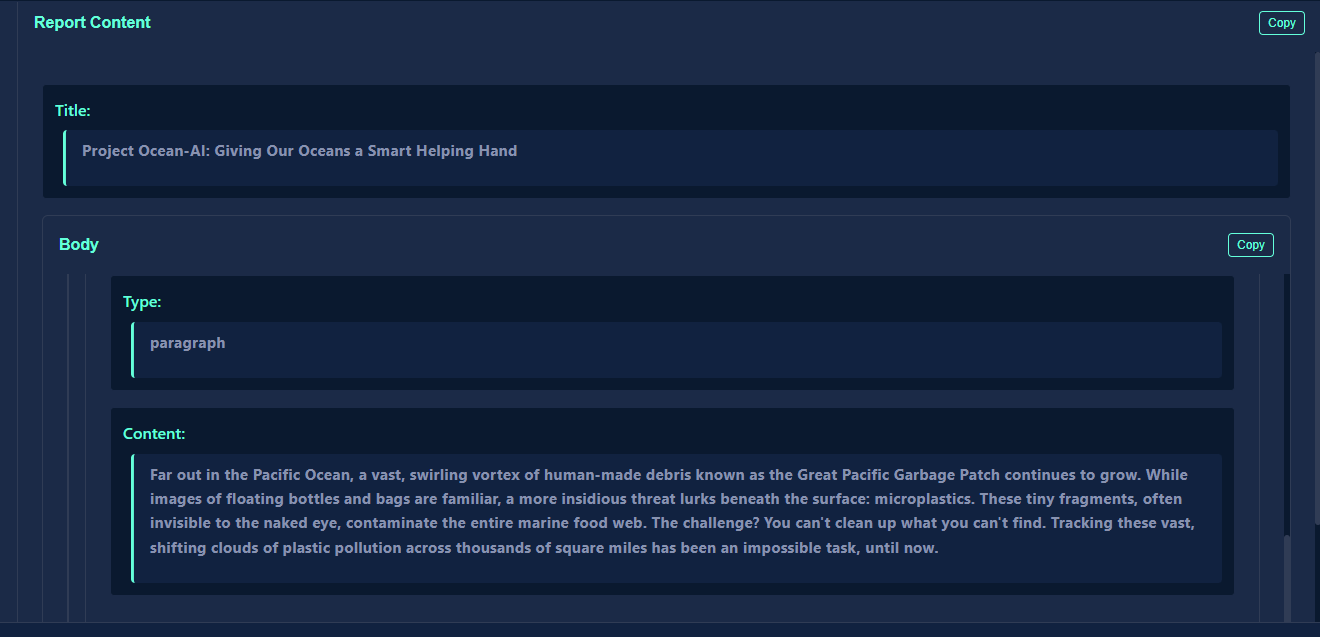 Report Content
Copy
Title:
Project Ocean-AI: Giving Our Oceans a Smart Helping Hand
Body
Copy
Type:
paragraph
Content:
Far out in the Pacific Ocean, a vast, swirling vortex of human-made debris known as the Great Pacific Garbage Patch continues to grow. While
images of floating bottles and bags are familiar, a more insidious threat lurks beneath the surface: microplastics. These tiny fragments, often
invisible to the naked eye, contaminate the entire marine food web. The challenge? You can't clean up what you can't find. Tracking these vast,
shifting clouds of plastic pollution across thousands of square miles has been an impossible task, until now.